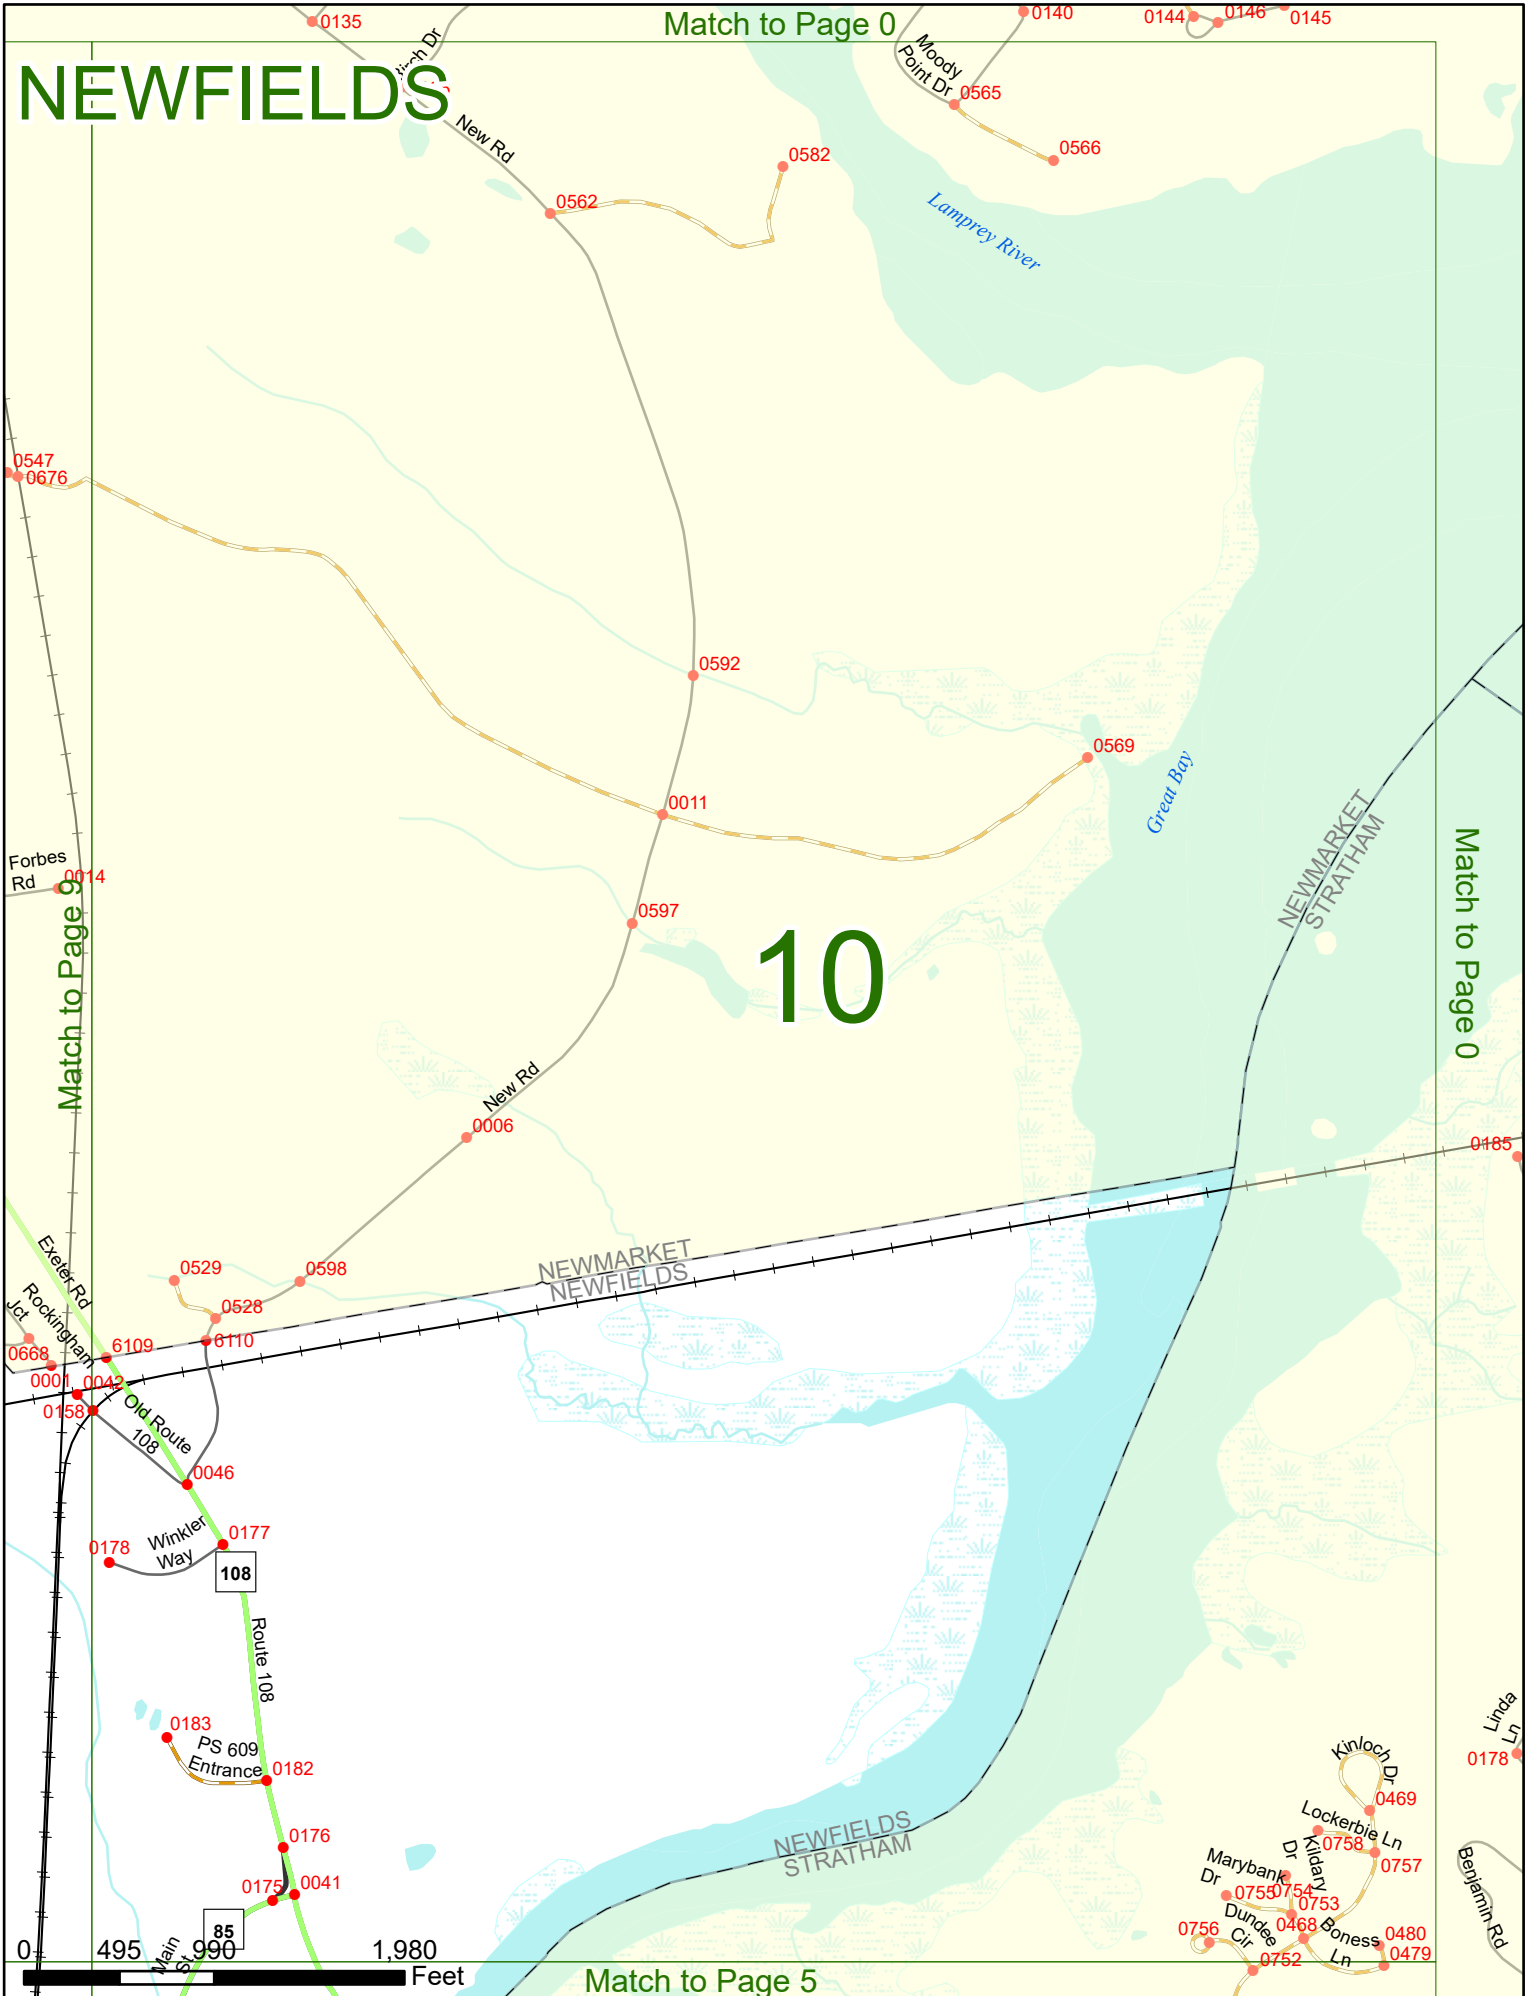 Match to Page 0
0135
0140
0144
0146
0145
NEWFIELDS
Birch Dr
Moody
Point Dr
0565
0566
New Rd
0582
0562
Lamprey River
0547
0676
0592
0569
Great Bay
0011
NEWMARKET
STRATHAM
Forbes
Rd
0014
Match to Page 9
Match to Page 0
0597
10
New Rd
0006
0185
Exeter Rd
0529
0598
NEWMARKET
NEWFIELDS
Rockingham
Jct
0528
6109
6110
0668
0001
0042
0158
Old Route
108
0046
Winkler
Way
0177
0178
108
Route 108
0183
PS 609
Entrance
0182
0176
0175
0041
85
Main
St
NEWFIELDS
STRATHAM
Linda
Ln
0178
Kinloch Dr
0469
Lockerbie Ln
0758
0757
Kildary
Dr
Marybank
Dr
0754
0755
0753
Dundee
Cir
0468
Boness
Ln
0480
0479
0756
0752
Benjamin Rd
0 495 990 1,980
Feet
Match to Page 5